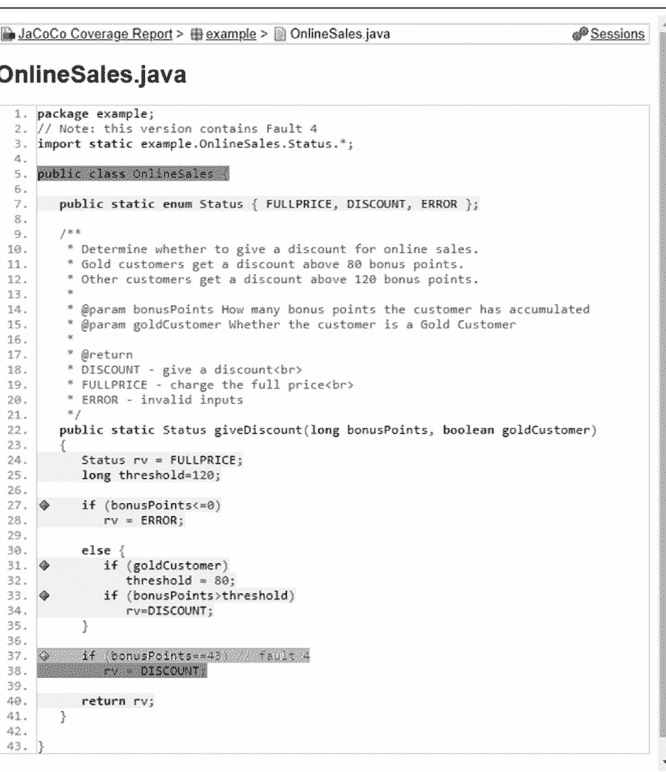 JaCoCo Coverage Report > example > OnlineSales.java Sessions
OnlineSales.java
1. package example;
2. // Note: this version contains Fault 4
3. import static example.OnlineSales.Status.*;
4.
5. public class OnlineSales {
6.
7. public static enum Status { FULLPRICE, DISCOUNT, ERROR };
8.
9. /**
10. * Determine whether to give a discount for online sales.
11. * Gold customers get a discount above 80 bonus points.
12. * Other customers get a discount above 120 bonus points.
13. *
14. * @param bonusPoints How many bonus points the customer has accumulated
15. * @param goldCustomer Whether the customer is a Gold Customer
16. *
17. * @return
18. * DISCOUNT - give a discount<br>
19. * FULLPRICE - charge the full price<br>
20. * ERROR - invalid inputs
21. */
22. public static Status giveDiscount(long bonusPoints, boolean goldCustomer)
23. {
24. Status rv = FULLPRICE;
25. long threshold=120;
26.
27. if (bonusPoints<=0)
28. rv = ERROR;
29.
30. else {
31. if (goldCustomer)
32. threshold = 80;
33. if (bonusPoints>threshold)
34. rv=DISCOUNT;
35. }
36.
37. if (bonusPoints==43) // fault 4
38. rv = DISCOUNT;
39.
40. return rv;
41. }
42.
43. }